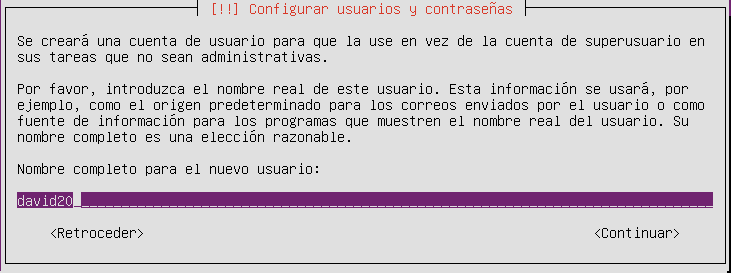 [!!] Configurar usuarios y contraseñas
Se creará una cuenta de usuario para que la use en vez de la cuenta de superusuario en
sus tareas que no sean administrativas.
Por favor, introduzca el nombre real de este usuario. Esta información se usará, por
ejemplo, como el origen predeterminado para los correos enviados por el usuario o como
fuente de información para los programas que muestren el nombre real del usuario. Su
nombre completo es una elección razonable.
Nombre completo para el nuevo usuario:
david20
<Retroceder> <Continuar>